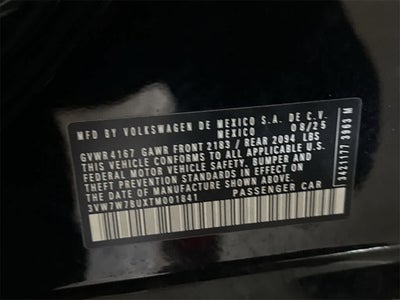 MFD BY VOLKSWAGEN DE MEXICO S.A. DE C.V.
MEXICO 08/25
GVWR 4167 GAWR FRONT 2183 / REAR 2094 LBS
THIS VEHICLE CONFORMS TO ALL APPLICABLE
FEDERAL MOTOR VEHICLE SAFETY, BUMPER AND
THEFT PREVENTION STANDARDS IN EFFECT ON
THE DATE OF MANUFACTURE SHOWN ABOVE
3VW7W7BUXTM001841 PASSENGER CAR